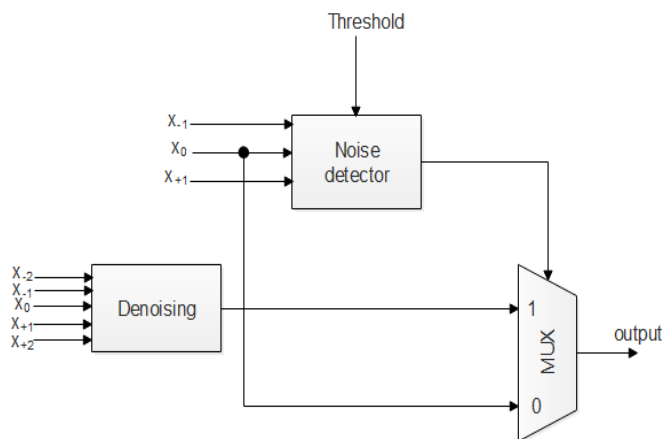 Threshold
X₋₁
X₀
X₊₁
Noise
detector
X₋₂
X₋₁
X₀
X₊₁
X₊₂
Denoising
1
MUX
0
output